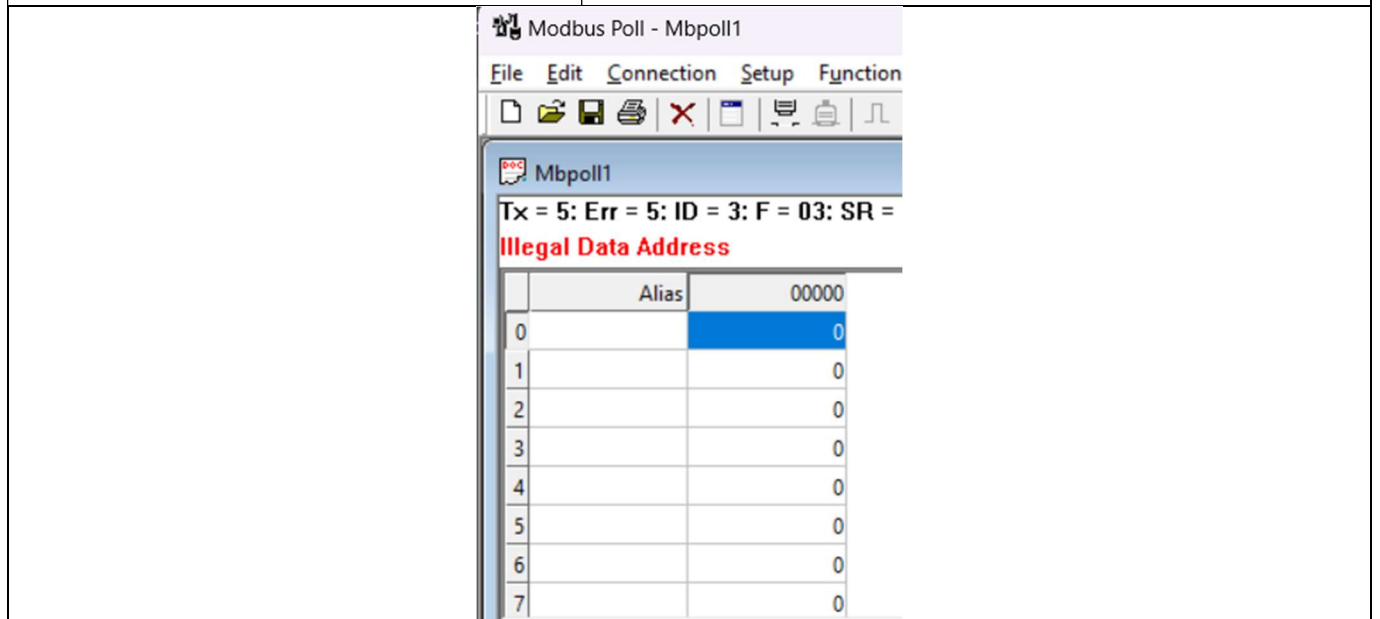 Modbus Poll - Mbpoll1
File Edit Connection Setup Function
Mbpoll1
Tx = 5: Err = 5: ID = 3: F = 03: SR =
Illegal Data Address
Alias 00000
0 0
1 0
2 0
3 0
4 0
5 0
6 0
7 0